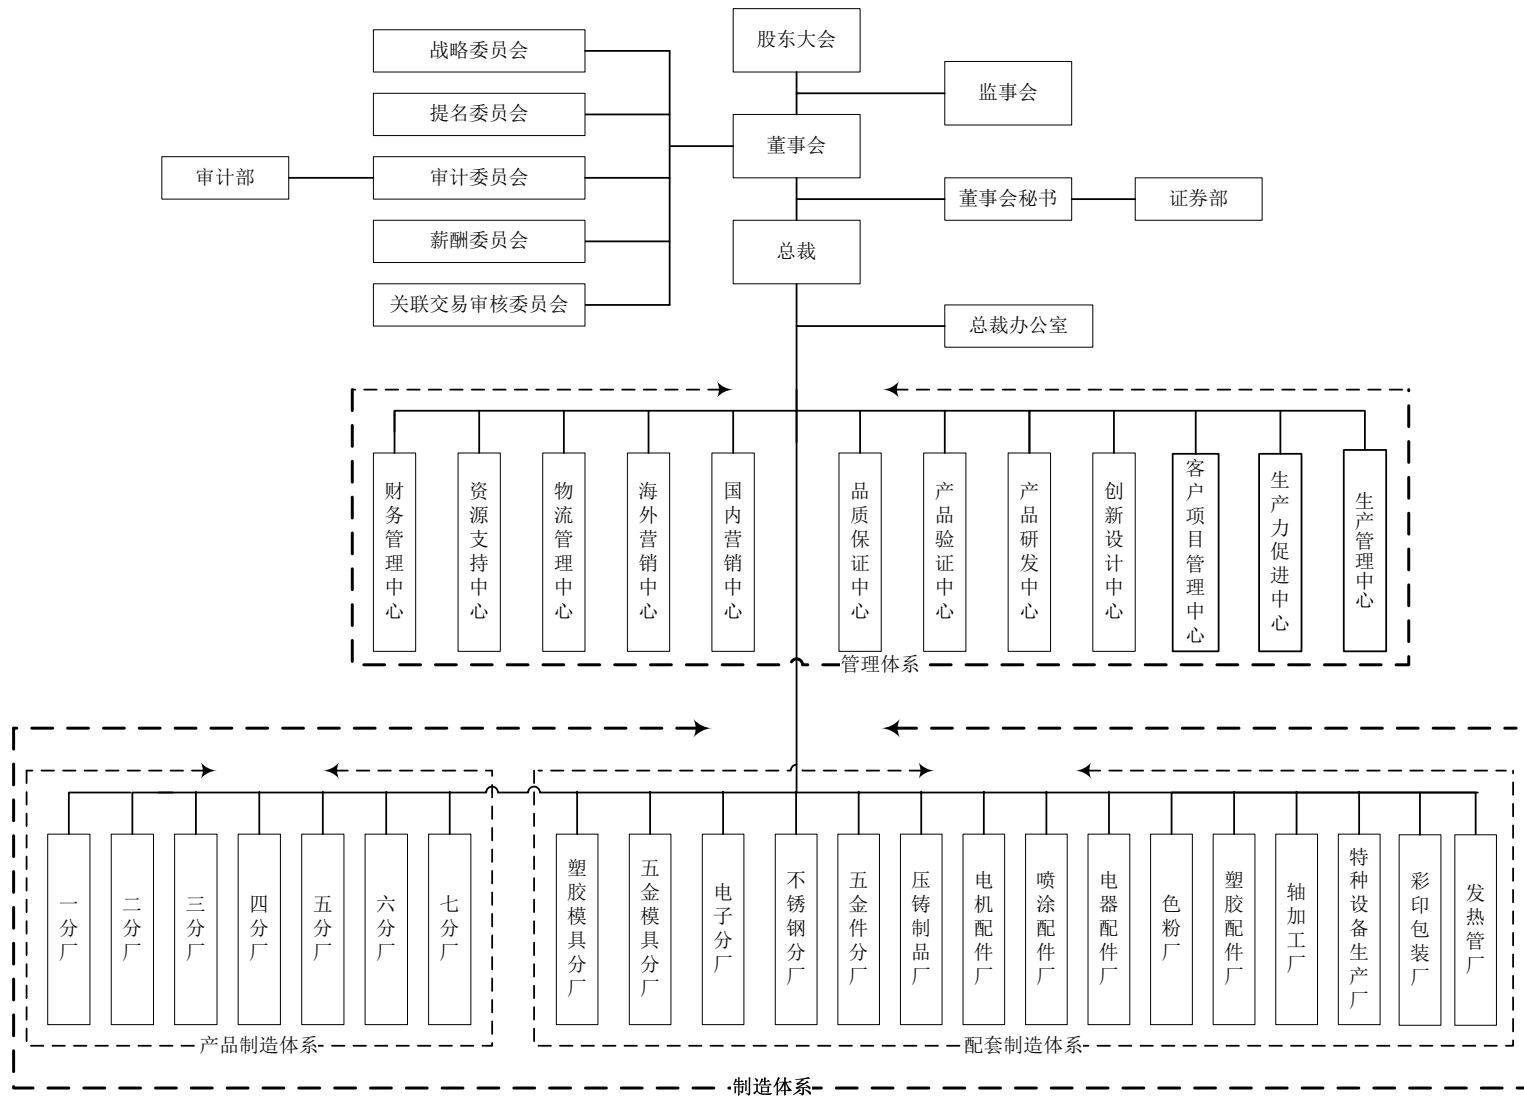 股东大会
战略委员会
监事会
提名委员会
董事会
审计部
审计委员会
董事会秘书
证券部
薪酬委员会
总裁
关联交易审核委员会
总裁办公室
财务管理中心
资源支持中心
物流管理中心
海外营销中心
国内营销中心
品质保证中心
产品验证中心
产品研发中心
创新设计中心
客户项目管理中心
生产力促进中心
生产管理中心
管理体系
一分厂
二分厂
三分厂
四分厂
五分厂
六分厂
七分厂
塑胶模具分厂
五金模具分厂
电子分厂
不锈钢分厂
五金件分厂
压铸制品厂
电机配件厂
喷涂配件厂
电器配件厂
色粉厂
塑胶配件厂
轴加工厂
特种设备生产厂
彩印包装厂
发热管厂
产品制造体系
配套制造体系
制造体系